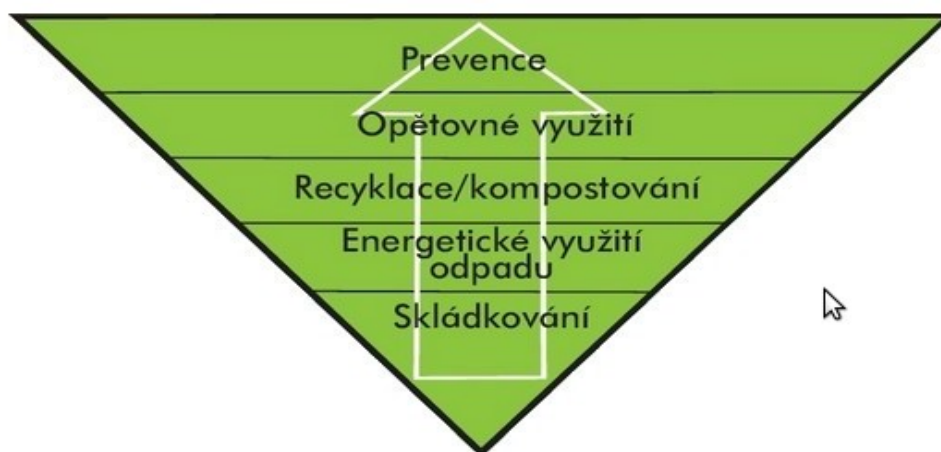 Prevence
Opětovné využití
Recyklace/kompostování
Energetické využití
odpadu
Skládkování